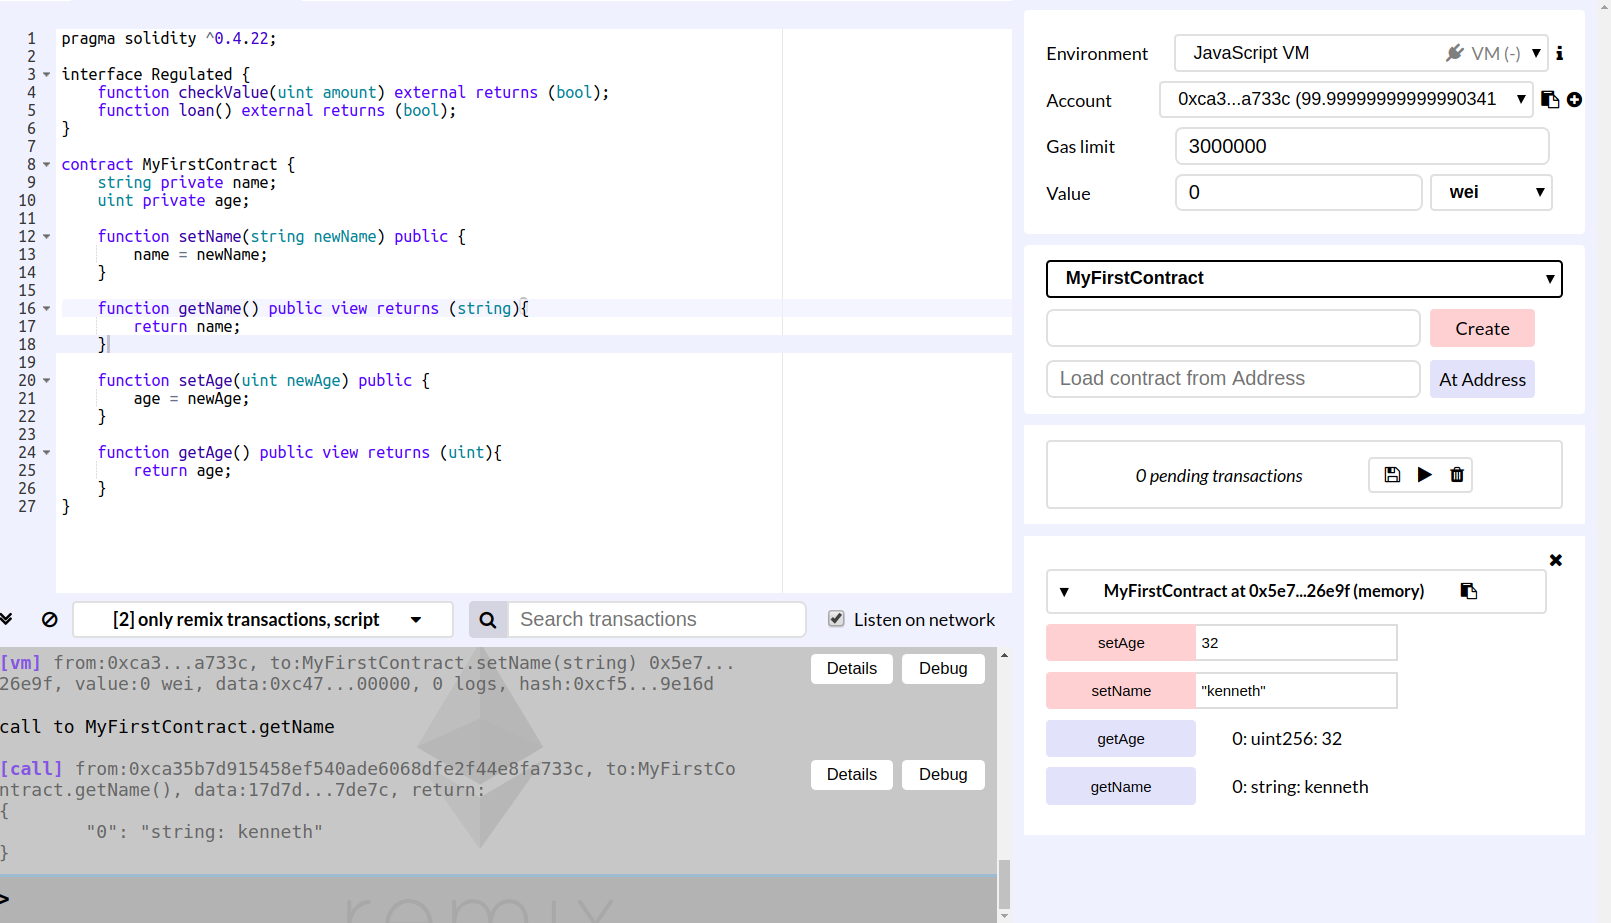 1 pragma solidity ^0.4.22;
2
3 interface Regulated {
4 function checkValue(uint amount) external returns (bool);
5 function loan() external returns (bool);
6 }
7
8 contract MyFirstContract {
9 string private name;
10 uint private age;
11
12 function setName(string newName) public {
13 name = newName;
14 }
15
16 function getName() public view returns (string){
17 return name;
18 }
19
20 function setAge(uint newAge) public {
21 age = newAge;
22 }
23
24 function getAge() public view returns (uint){
25 return age;
26 }
27 }
[2] only remix transactions, script
Search transactions
Listen on network
[vm] from:0xca3...a733c, to:MyFirstContract.setName(string) 0x5e7...
26e9f, value:0 wei, data:0xc47...00000, 0 logs, hash:0xcf5...9e16d
Details Debug
call to MyFirstContract.getName
[call] from:0xca35b7d915458ef540ade6068dfe2f44e8fa733c, to:MyFirstCo
ntract.getName(), data:17d7d...7de7c, return:
Details Debug
{
"0": "string: kenneth"
}
>
remix
Environment JavaScript VM VM (-)
Account 0xca3...a733c (99.99999999999990341
Gas limit 3000000
Value 0 wei
MyFirstContract
Create
Load contract from Address At Address
0 pending transactions
MyFirstContract at 0x5e7...26e9f (memory)
setAge 32
setName "kenneth"
getAge 0: uint256: 32
getName 0: string: kenneth